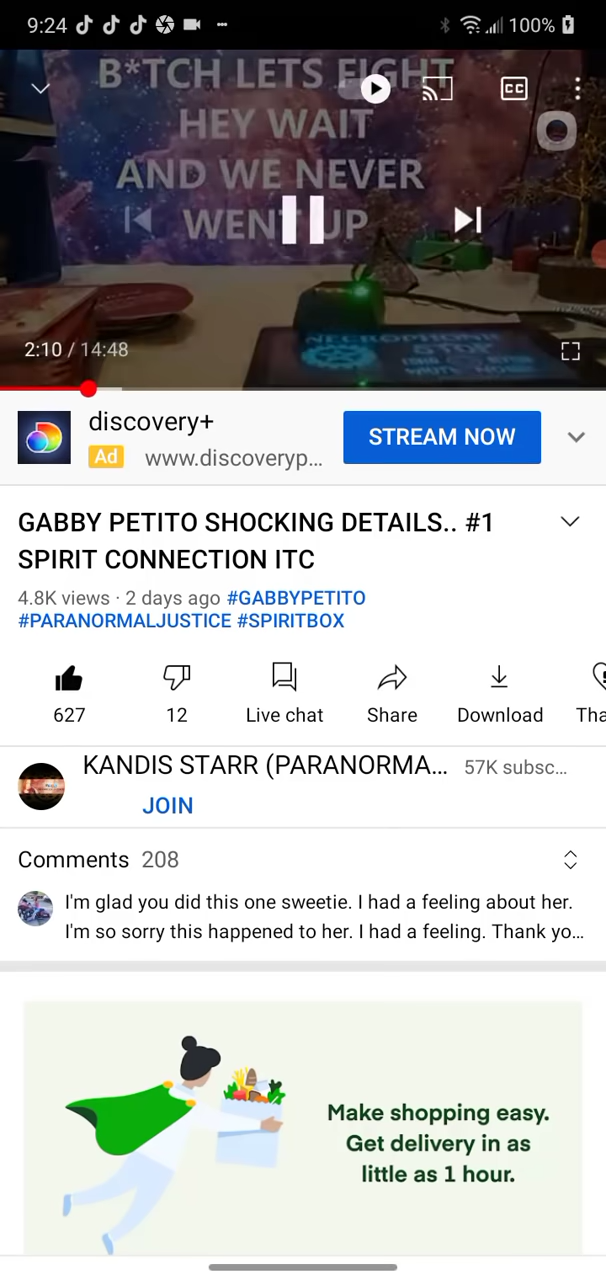 9:24
100%
B*TCH LETS FIGHT
HEY WAIT
AND WE NEVER
WENT UP
CC
2:10 / 14:48
discovery+
STREAM NOW
Ad
www.discoveryp...
GABBY PETITO SHOCKING DETAILS.. #1
SPIRIT CONNECTION ITC
4.8K views · 2 days ago #GABBYPETITO
#PARANORMALJUSTICE #SPIRITBOX
627
12
Live chat
Share
Download
Tha
KANDIS STARR (PARANORMA... 57K subsc...
JOIN
Comments 208
I'm glad you did this one sweetie. I had a feeling about her.
I'm so sorry this happened to her. I had a feeling. Thank yo...
Make shopping easy.
Get delivery in as
little as 1 hour.